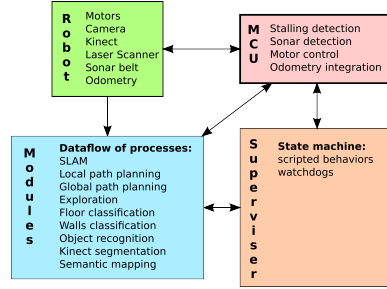 Robot
Motors
Camera
Kinect
Laser Scanner
Sonar belt
Odometry
MCU
Stalling detection
Sonar detection
Motor control
Odometry integration
Modules
Dataflow of processes:
SLAM
Local path planning
Global path planning
Exploration
Floor classification
Walls classification
Object recognition
Kinect segmentation
Semantic mapping
Superviser
State machine:
scripted behaviors
watchdogs